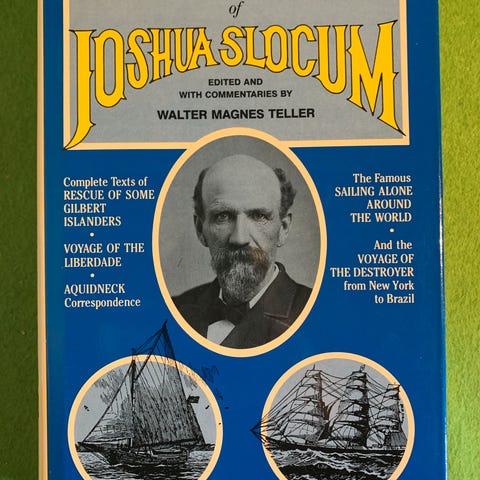 of
JOSHUA SLOCUM
EDITED AND
WITH COMMENTARIES BY
WALTER MAGNES TELLER
Complete Texts of
RESCUE OF SOME
GILBERT
ISLANDERS
•
VOYAGE OF THE
LIBERDADE
•
AQUIDNECK
Correspondence
The Famous
SAILING ALONE
AROUND
THE WORLD
•
And the
VOYAGE OF
THE DESTROYER
from New York
to Brazil